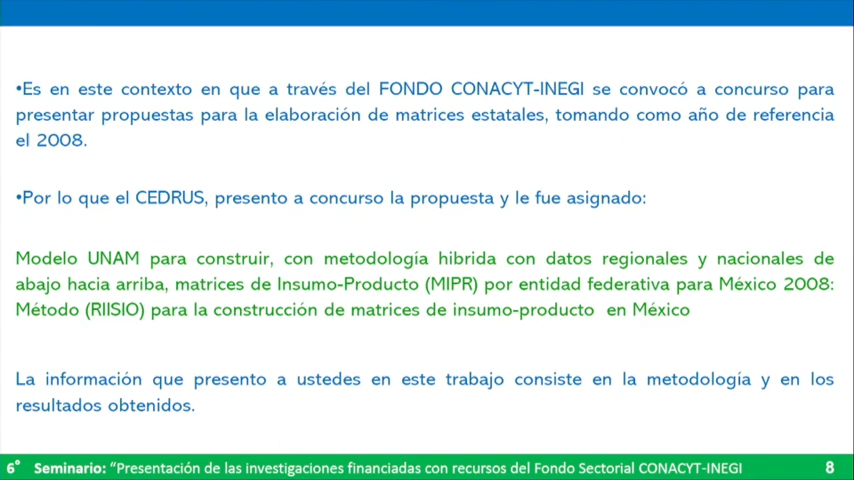 •Es en este contexto en que a través del FONDO CONACYT-INEGI se convocó a concurso para
presentar propuestas para la elaboración de matrices estatales, tomando como año de referencia
el 2008.
•Por lo que el CEDRUS, presento a concurso la propuesta y le fue asignado:
Modelo UNAM para construir, con metodología hibrida con datos regionales y nacionales de
abajo hacia arriba, matrices de Insumo-Producto (MIPR) por entidad federativa para México 2008:
Método (RIISIO) para la construcción de matrices de insumo-producto en México
La información que presento a ustedes en este trabajo consiste en la metodología y en los
resultados obtenidos.
6° Seminario: “Presentación de las investigaciones financiadas con recursos del Fondo Sectorial CONACYT-INEGI 8